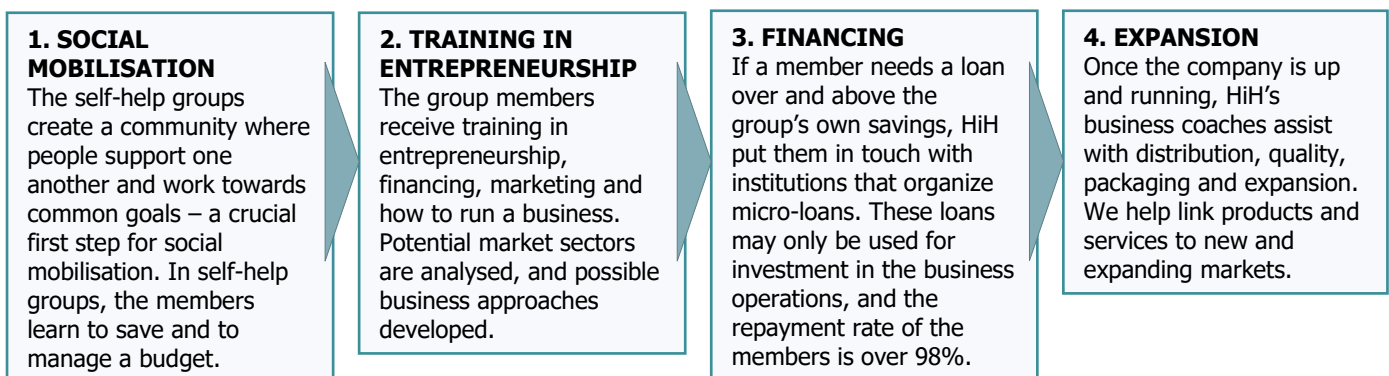 1. SOCIAL
MOBILISATION
The self-help groups
create a community where
people support one
another and work towards
common goals – a crucial
first step for social
mobilisation. In self-help
groups, the members
learn to save and to
manage a budget.
2. TRAINING IN
ENTREPRENEURSHIP
The group members
receive training in
entrepreneurship,
financing, marketing and
how to run a business.
Potential market sectors
are analysed, and possible
business approaches
developed.
3. FINANCING
If a member needs a loan
over and above the
group’s own savings, HiH
put them in touch with
institutions that organize
micro-loans. These loans
may only be used for
investment in the business
operations, and the
repayment rate of the
members is over 98%.
4. EXPANSION
Once the company is up
and running, HiH’s
business coaches assist
with distribution, quality,
packaging and expansion.
We help link products and
services to new and
expanding markets.